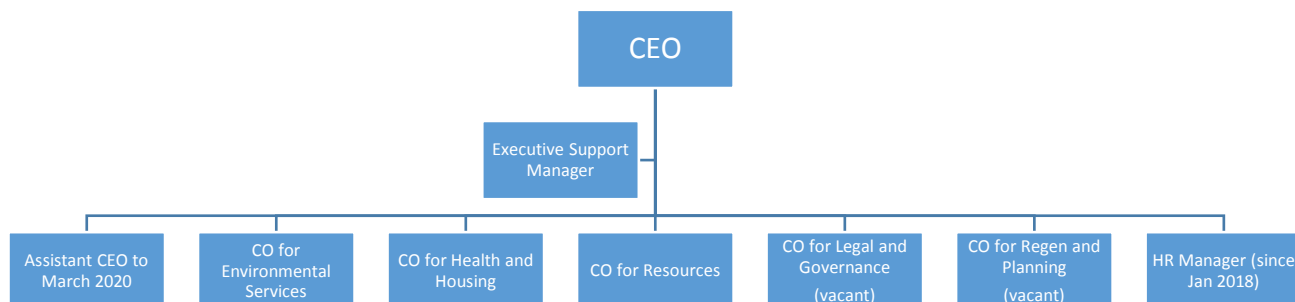 CEO
Executive Support
Manager
Assistant CEO to
March 2020
CO for
Environmental
Services
CO for Health and
Housing
CO for Resources
CO for Legal and
Governance
(vacant)
CO for Regen and
Planning
(vacant)
HR Manager (since
Jan 2018)